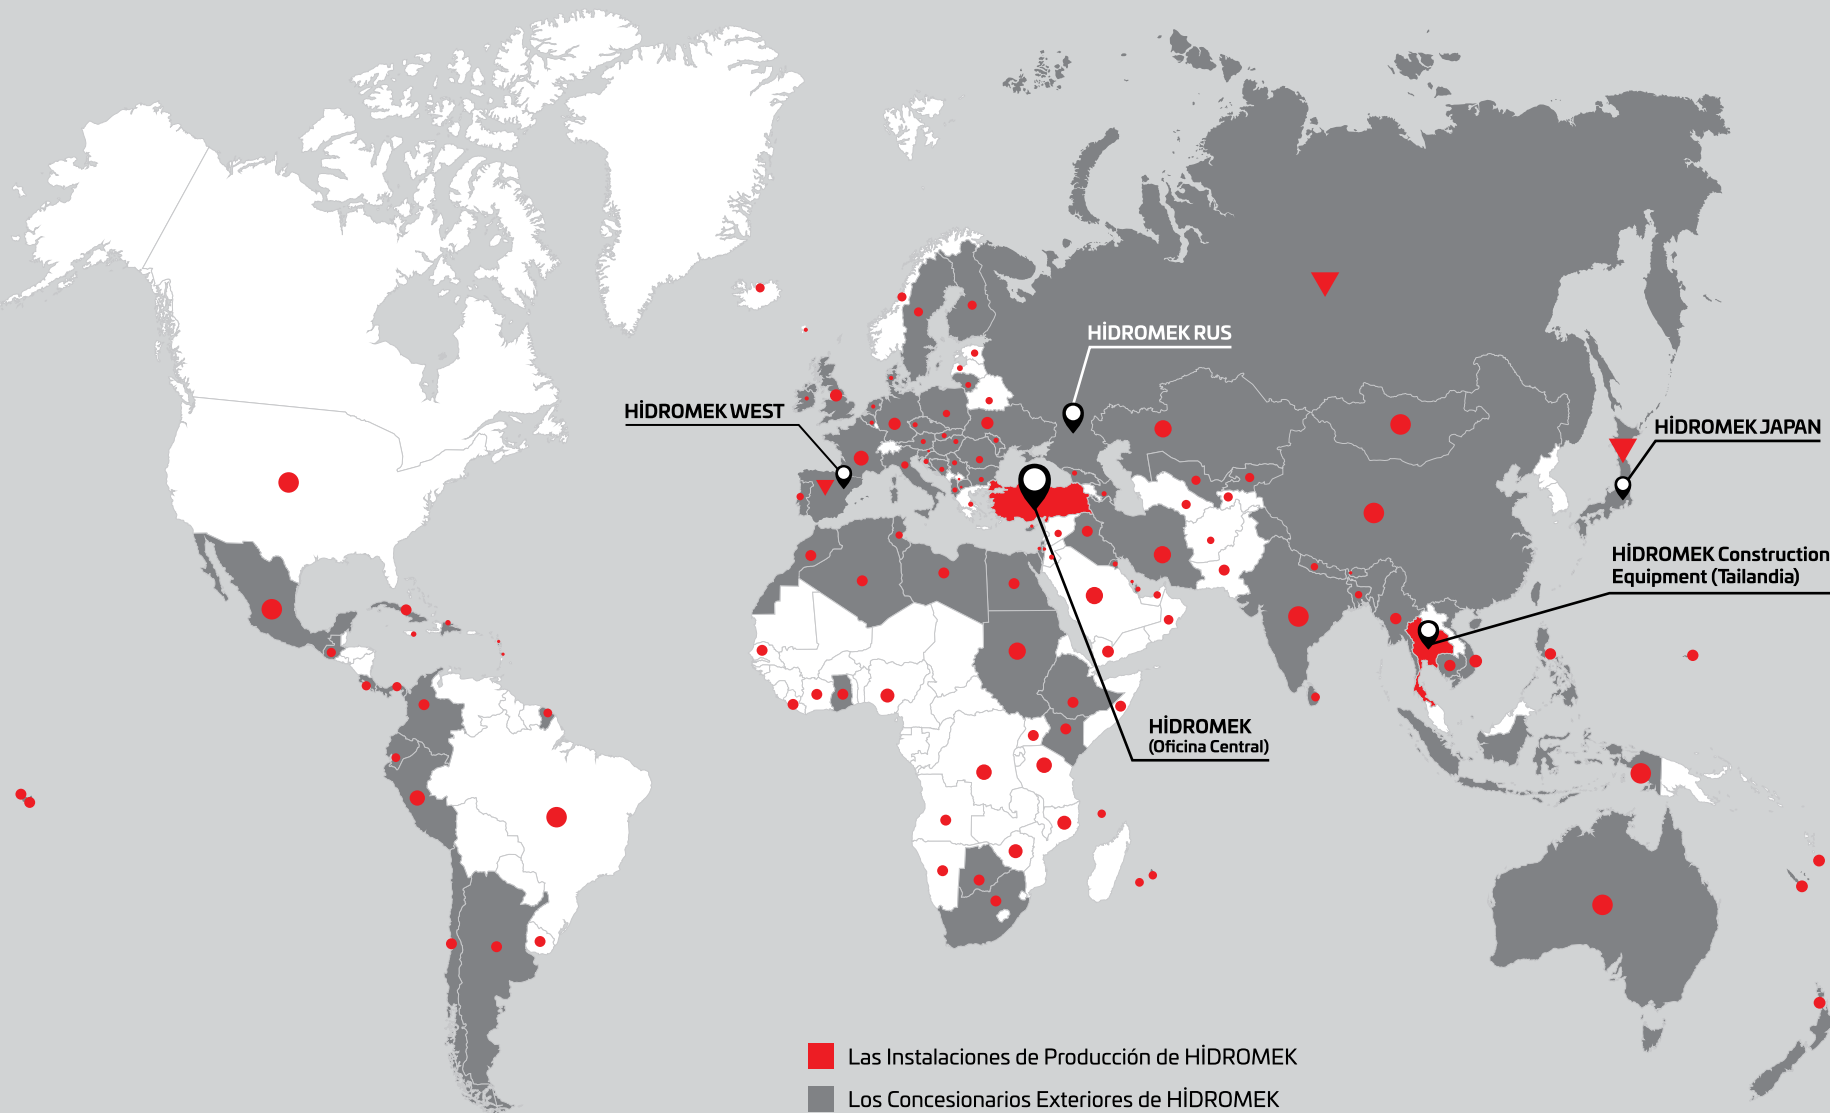 HİDROMEK RUS
HİDROMEK WEST
HİDROMEK JAPAN
HİDROMEK Construction
Equipment (Tailandia)
HİDROMEK
(Oficina Central)
Las Instalaciones de Producción de HİDROMEK
Los Concesionarios Exteriores de HİDROMEK